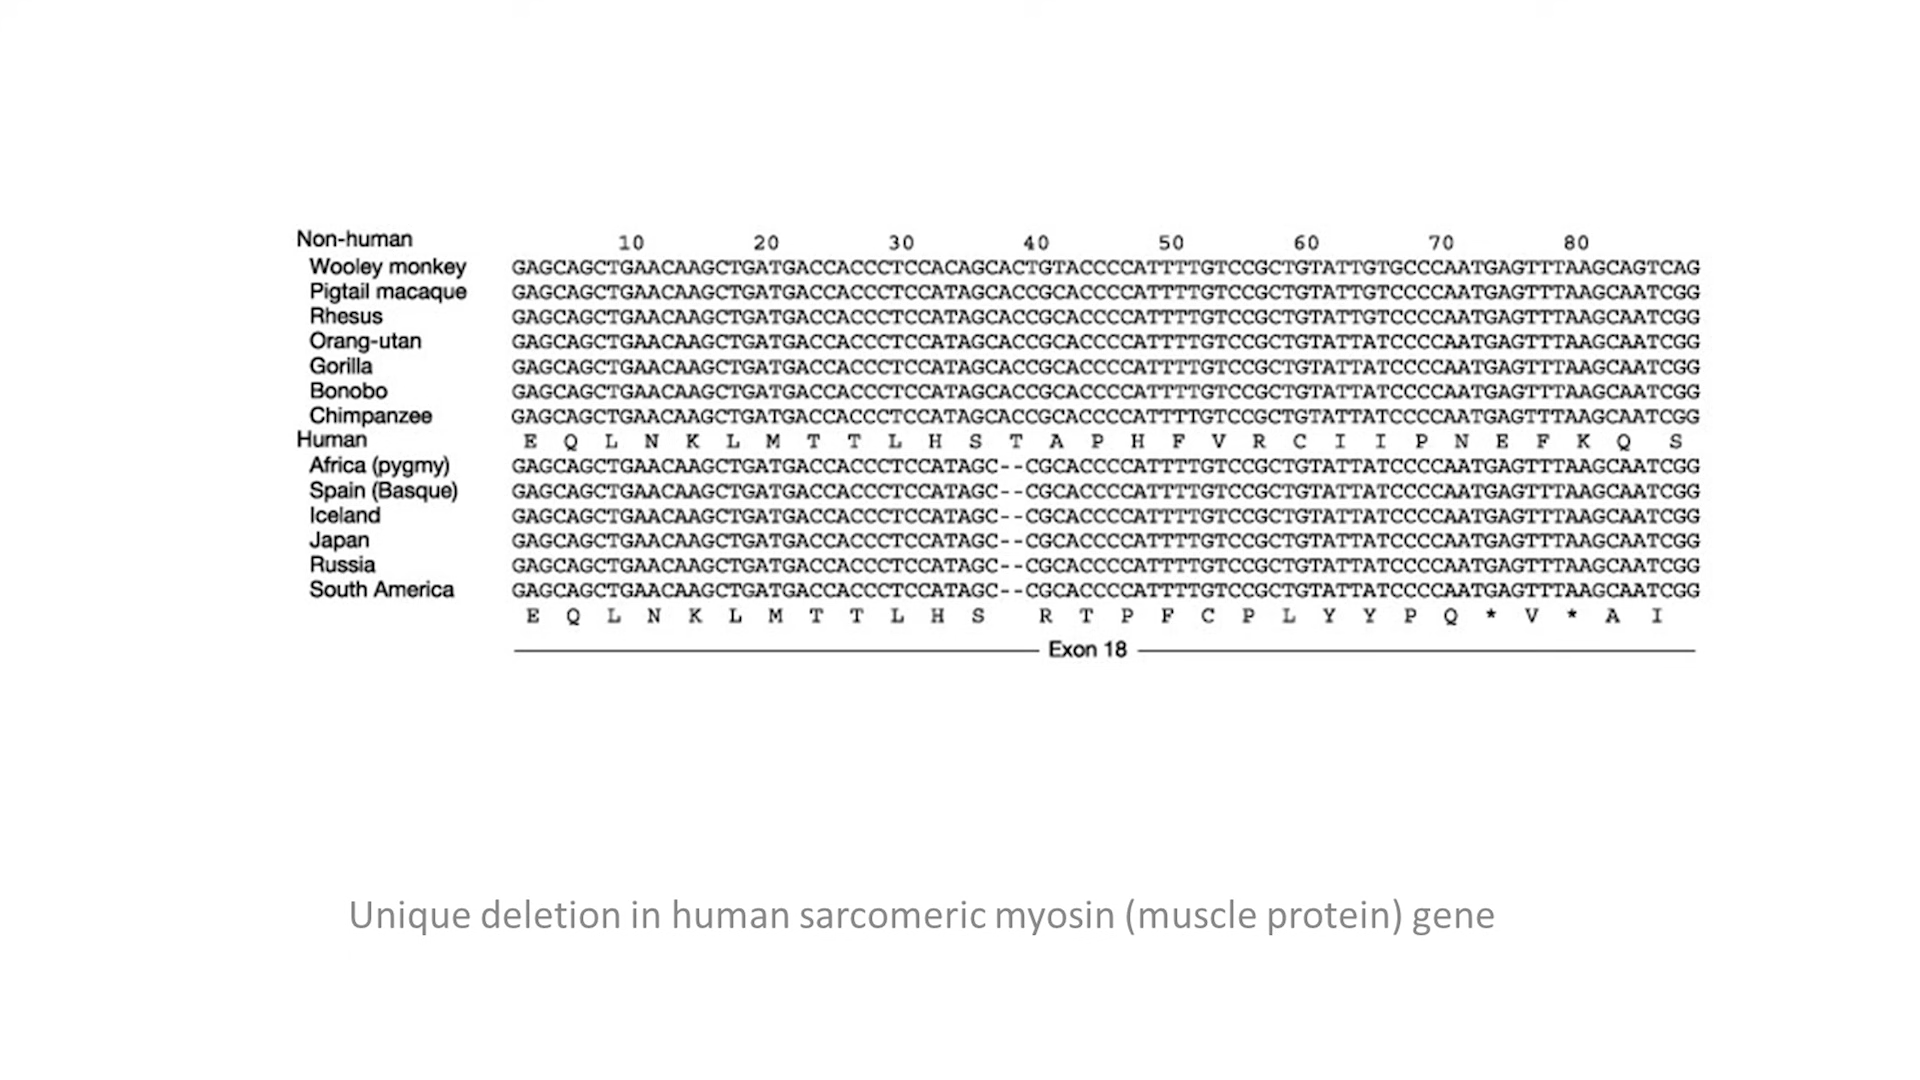 Non-human 10 20 30 40 50 60 70 80
Wooley monkey GAGCAGCTGAACAAGCTGATGACCACCCTCCACAGCACTGTACCCCATTTTGTCCGCTGTATTGTGCCCAATGAGTTTAAGCAGTCAG
Pigtail macaque GAGCAGCTGAACAAGCTGATGACCACCCTCCATAGCACCGCACCCCATTTTGTCCGCTGTATTGTCCCCAATGAGTTTAAGCAATCGG
Rhesus GAGCAGCTGAACAAGCTGATGACCACCCTCCATAGCACCGCACCCCATTTTGTCCGCTGTATTGTCCCCAATGAGTTTAAGCAATCGG
Orang-utan GAGCAGCTGAACAAGCTGATGACCACCCTCCATAGCACCGCACCCCATTTTGTCCGCTGTATTATCCCCAATGAGTTTAAGCAATCGG
Gorilla GAGCAGCTGAACAAGCTGATGACCACCCTCCATAGCACCGCACCCCATTTTGTCCGCTGTATTATCCCCAATGAGTTTAAGCAATCGG
Bonobo GAGCAGCTGAACAAGCTGATGACCACCCTCCATAGCACCGCACCCCATTTTGTCCGCTGTATTATCCCCAATGAGTTTAAGCAATCGG
Chimpanzee GAGCAGCTGAACAAGCTGATGACCACCCTCCATAGCACCGCACCCCATTTTGTCCGCTGTATTATCCCCAATGAGTTTAAGCAATCGG
Human E Q L N K L M T T L H S T A P H F V R C I I P N E F K Q S
Africa (pygmy) GAGCAGCTGAACAAGCTGATGACCACCCTCCATAGC--CGCACCCCATTTTGTCCGCTGTATTATCCCCAATGAGTTTAAGCAATCGG
Spain (Basque) GAGCAGCTGAACAAGCTGATGACCACCCTCCATAGC--CGCACCCCATTTTGTCCGCTGTATTATCCCCAATGAGTTTAAGCAATCGG
Iceland GAGCAGCTGAACAAGCTGATGACCACCCTCCATAGC--CGCACCCCATTTTGTCCGCTGTATTATCCCCAATGAGTTTAAGCAATCGG
Japan GAGCAGCTGAACAAGCTGATGACCACCCTCCATAGC--CGCACCCCATTTTGTCCGCTGTATTATCCCCAATGAGTTTAAGCAATCGG
Russia GAGCAGCTGAACAAGCTGATGACCACCCTCCATAGC--CGCACCCCATTTTGTCCGCTGTATTATCCCCAATGAGTTTAAGCAATCGG
South America GAGCAGCTGAACAAGCTGATGACCACCCTCCATAGC--CGCACCCCATTTTGTCCGCTGTATTATCCCCAATGAGTTTAAGCAATCGG
E Q L N K L M T T L H S R T P F C P L Y Y P Q * V * A I
Exon 18
Unique deletion in human sarcomeric myosin (muscle protein) gene